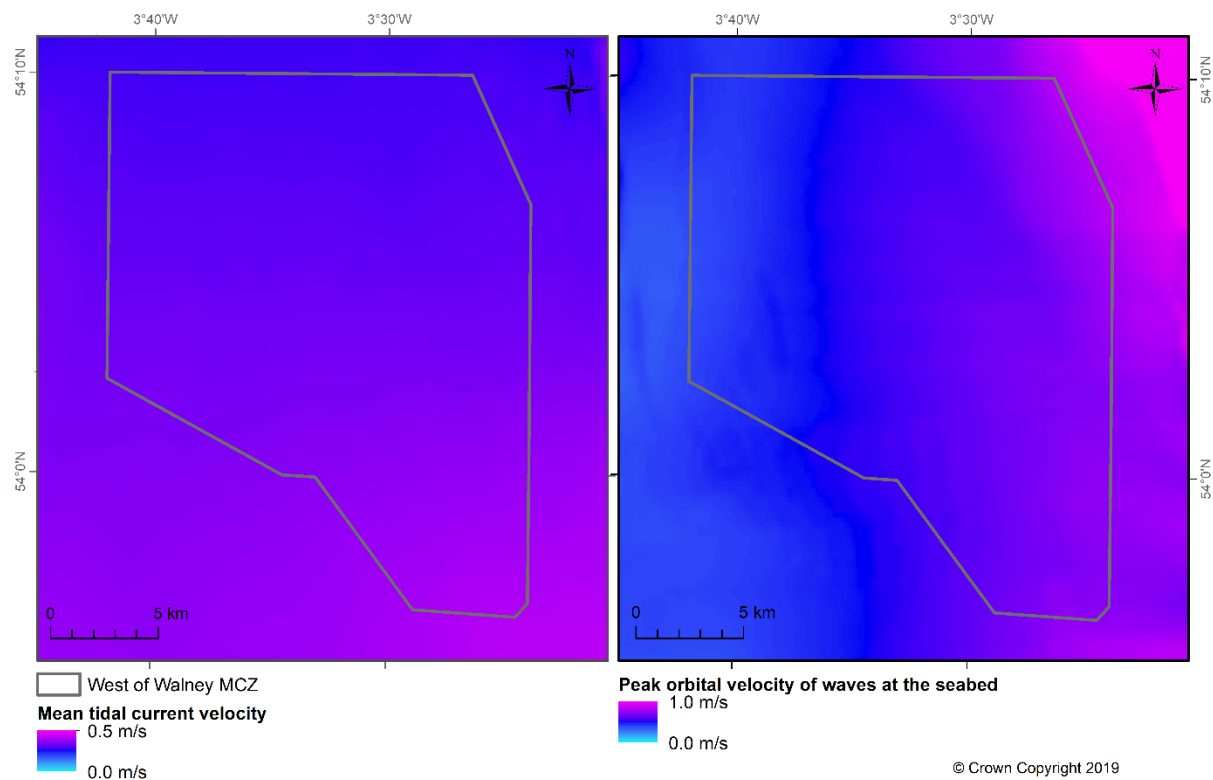 3°40'W 3°30'W 3°40'W 3°30'W
N N
54°10'N 54°10'N
54°0'N 54°0'N
0 5 km 0 5 km
West of Walney MCZ
Mean tidal current velocity
0.5 m/s
0.0 m/s
Peak orbital velocity of waves at the seabed
1.0 m/s
0.0 m/s
© Crown Copyright 2019